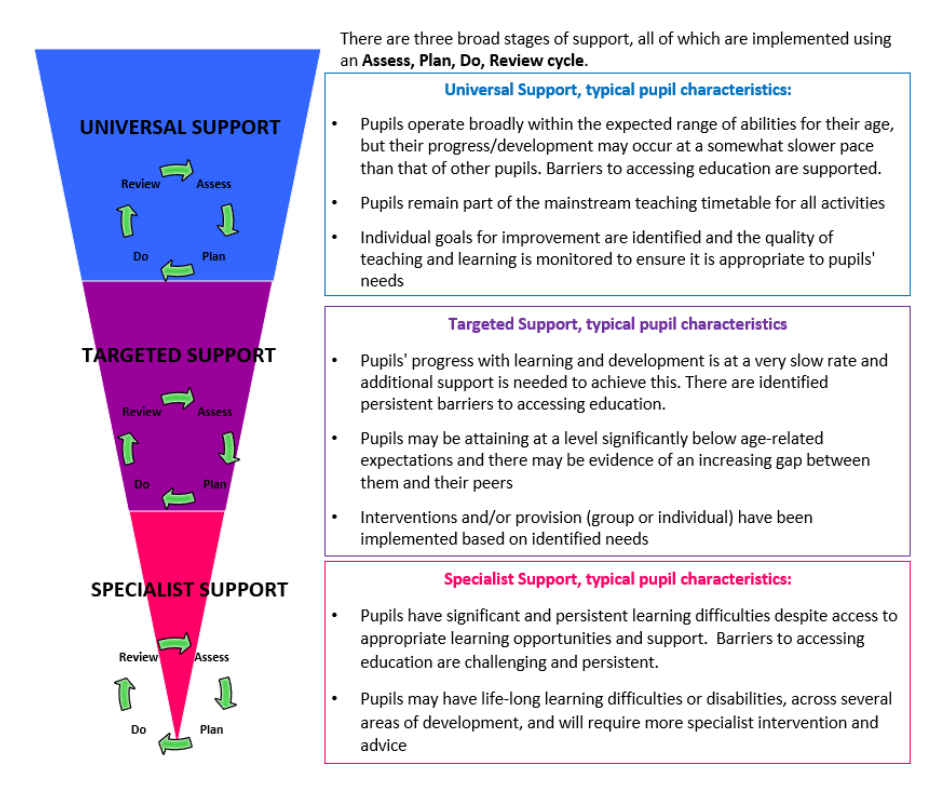 There are three broad stages of support, all of which are implemented using
an Assess, Plan, Do, Review cycle.
UNIVERSAL SUPPORT
Review
Assess
Do
Plan
Universal Support, typical pupil characteristics:
• Pupils operate broadly within the expected range of abilities for their age,
but their progress/development may occur at a somewhat slower pace
than that of other pupils. Barriers to accessing education are supported.
• Pupils remain part of the mainstream teaching timetable for all activities
• Individual goals for improvement are identified and the quality of
teaching and learning is monitored to ensure it is appropriate to pupils'
needs
TARGETED SUPPORT
Review
Assess
Do
Plan
Targeted Support, typical pupil characteristics
• Pupils' progress with learning and development is at a very slow rate and
additional support is needed to achieve this. There are identified
persistent barriers to accessing education.
• Pupils may be attaining at a level significantly below age-related
expectations and there may be evidence of an increasing gap between
them and their peers
• Interventions and/or provision (group or individual) have been
implemented based on identified needs
SPECIALIST SUPPORT
Review
Assess
Do
Plan
Specialist Support, typical pupil characteristics:
• Pupils have significant and persistent learning difficulties despite access to
appropriate learning opportunities and support. Barriers to accessing
education are challenging and persistent.
• Pupils may have life-long learning difficulties or disabilities, across several
areas of development, and will require more specialist intervention and
advice